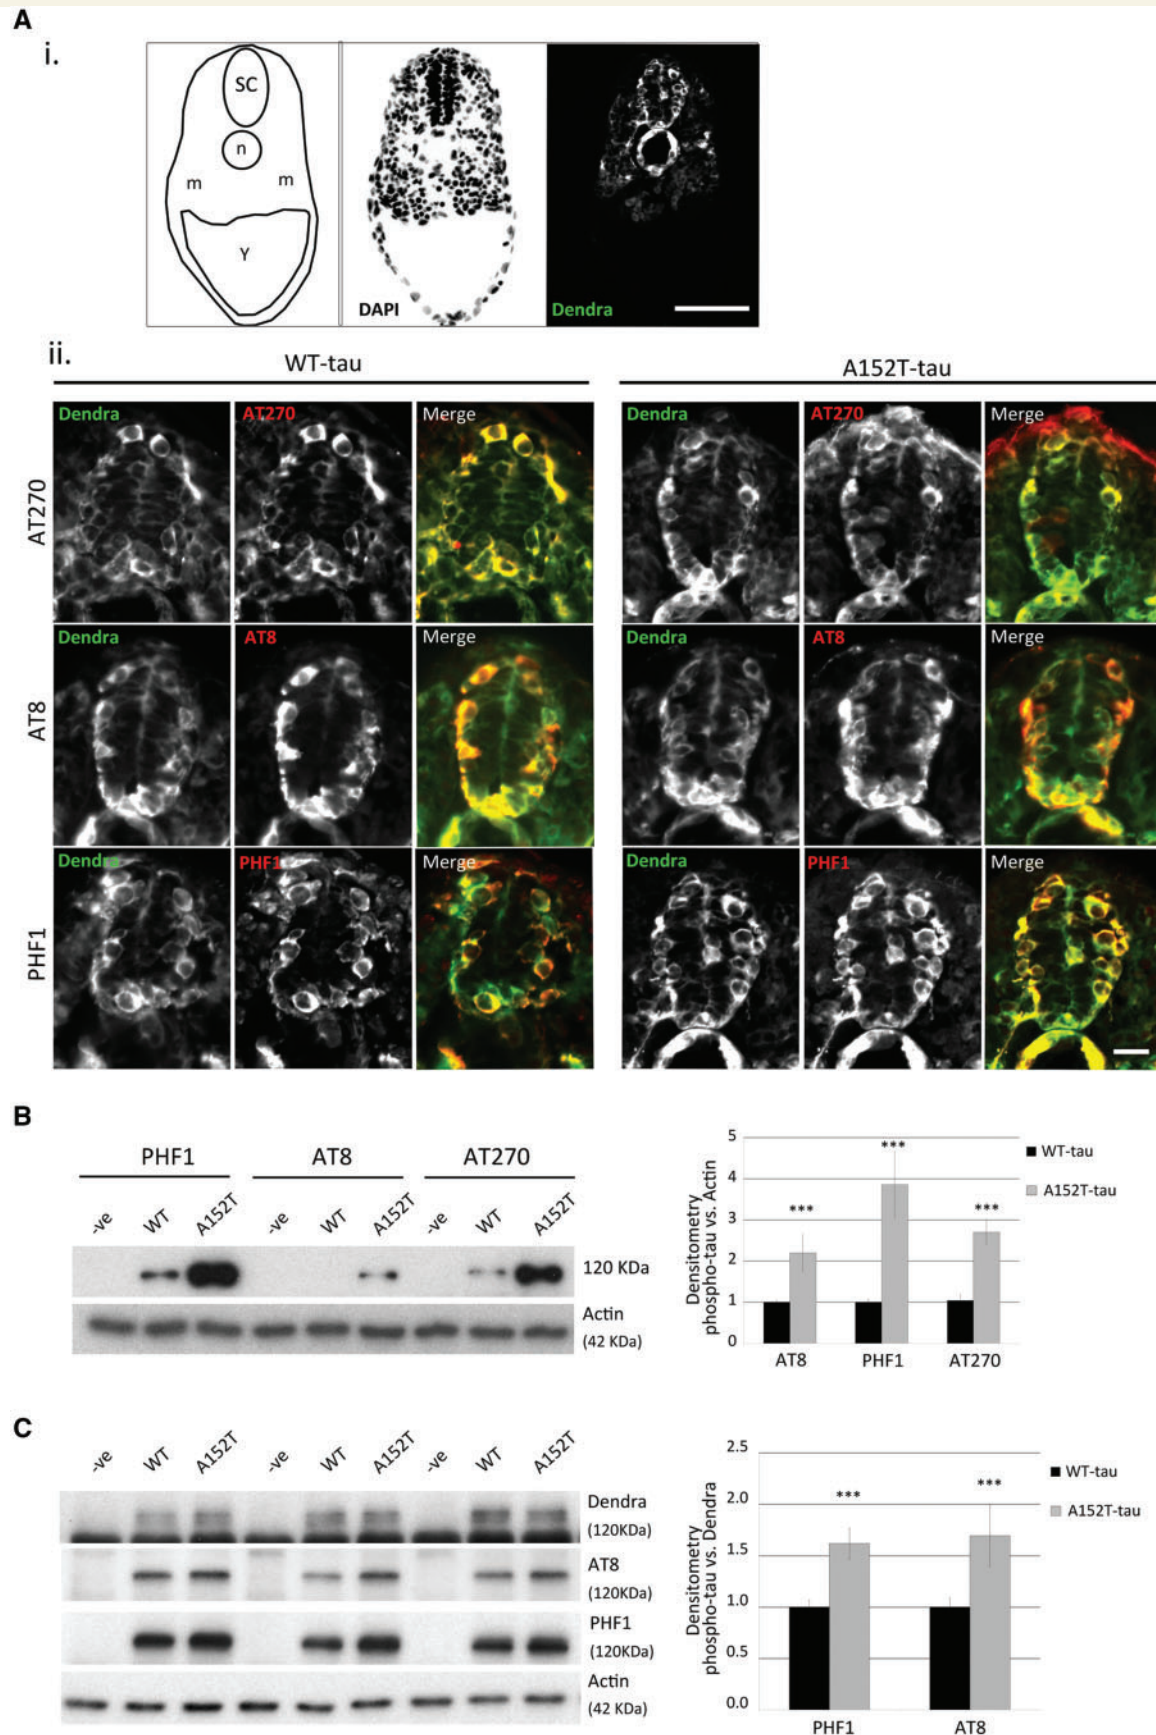 A
i.
SC
n
m m
Y
DAPI
Dendra
ii.
WT-tau
A152T-tau
AT270
Dendra AT270 Merge Dendra AT270 Merge
AT8
Dendra AT8 Merge Dendra AT8 Merge
PHF1
Dendra PHF1 Merge Dendra PHF1 Merge
B
PHF1 AT8 AT270
-ve WT A152T -ve WT A152T -ve WT A152T
120 KDa
Actin
(42 KDa)
Densitometry
phospho-tau vs. Actin
5
4
3
2
1
0
*** *** ***
AT8 PHF1 AT270
WT-tau
A152T-tau
C
-ve WT A152T -ve WT A152T -ve WT A152T
Dendra
(120KDa)
AT8
(120KDa)
PHF1
(120KDa)
Actin
(42 KDa)
Densitometry
phospho-tau vs. Dendra
2.5
2.0
1.5
1.0
0.5
0.0
*** ***
PHF1 AT8
WT-tau
A152T-tau